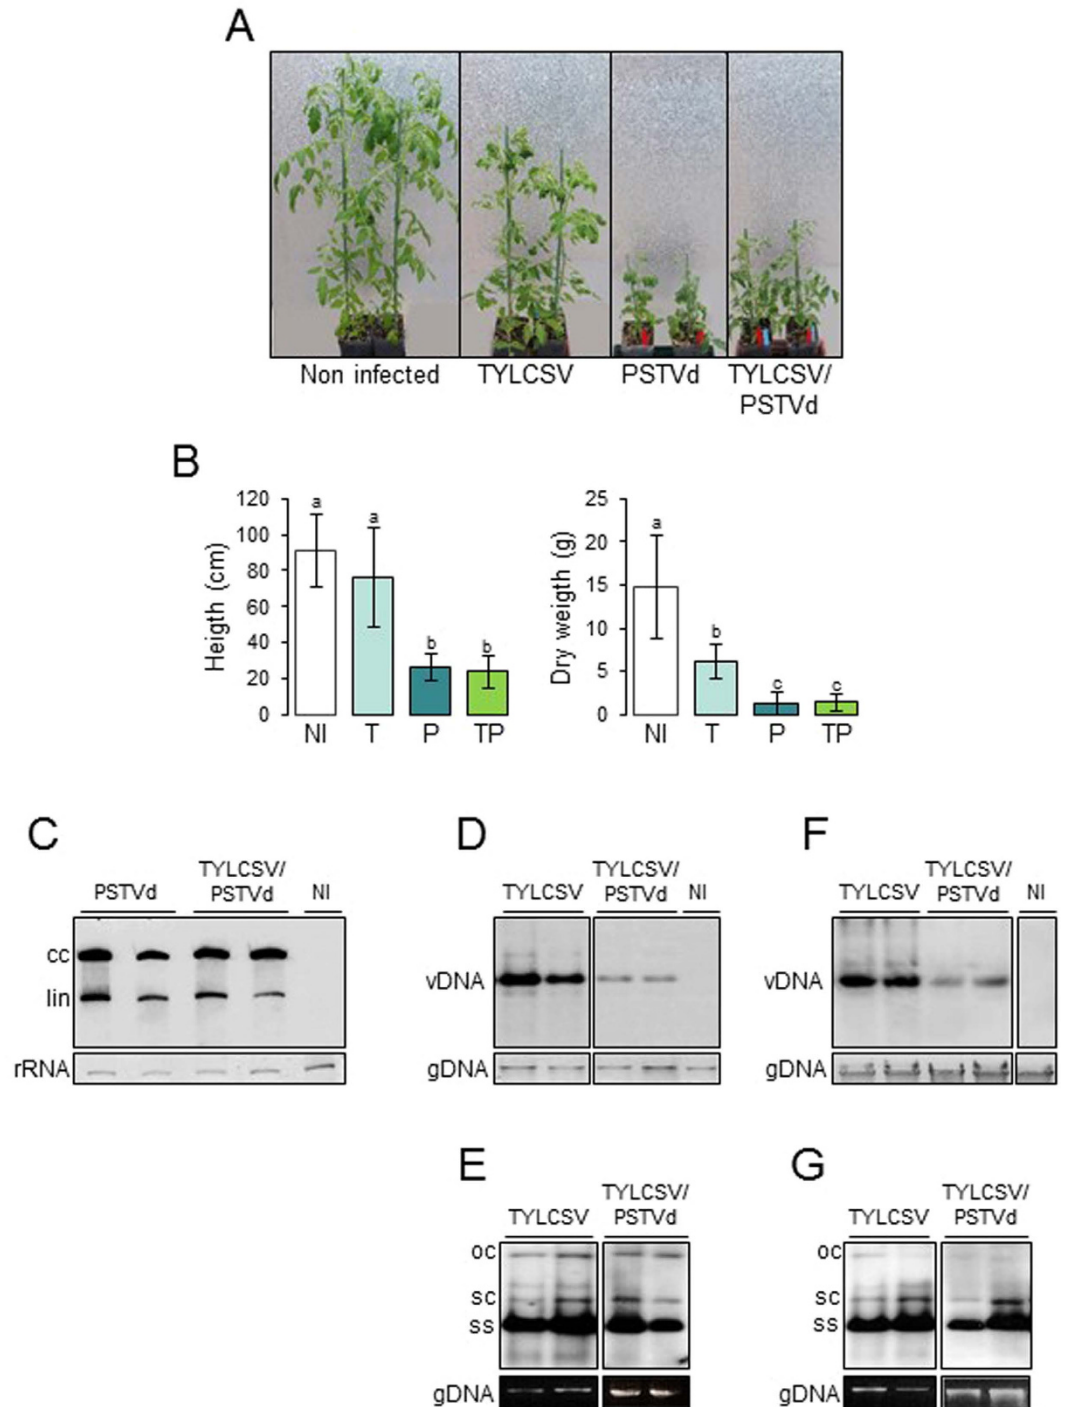 A
Non infected TYLCSV PSTVd TYLCSV/
PSTVd
B
120
100
80
60
40
20
0
Heigth (cm)
a a b b
NI T P TP
25
20
15
10
5
0
Dry weigth (g)
a b c c
NI T P TP
C
PSTVd TYLCSV/
PSTVd NI
cc
lin
rRNA
D
TYLCSV TYLCSV/
PSTVd NI
vDNA
gDNA
F
TYLCSV TYLCSV/
PSTVd NI
vDNA
gDNA
E
TYLCSV TYLCSV/
PSTVd
oc
sc
ss
gDNA
G
TYLCSV TYLCSV/
PSTVd
oc
sc
ss
gDNA